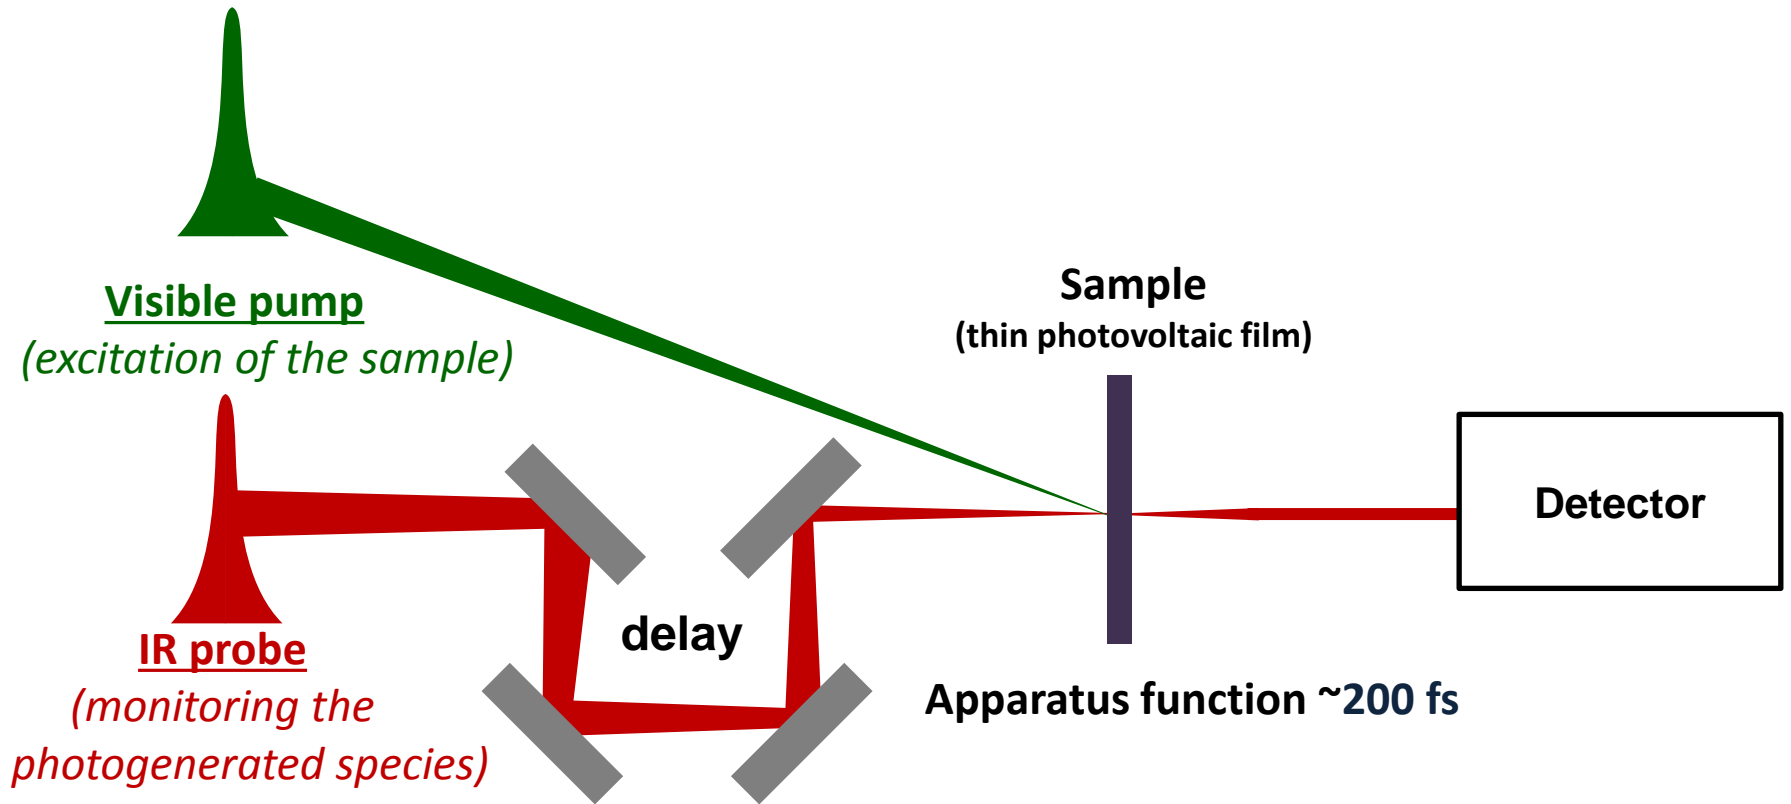 Visible pump
(excitation of the sample)
IR probe
(monitoring the
photogenerated species)
delay
Sample
(thin photovoltaic film)
Apparatus function ~200 fs
Detector